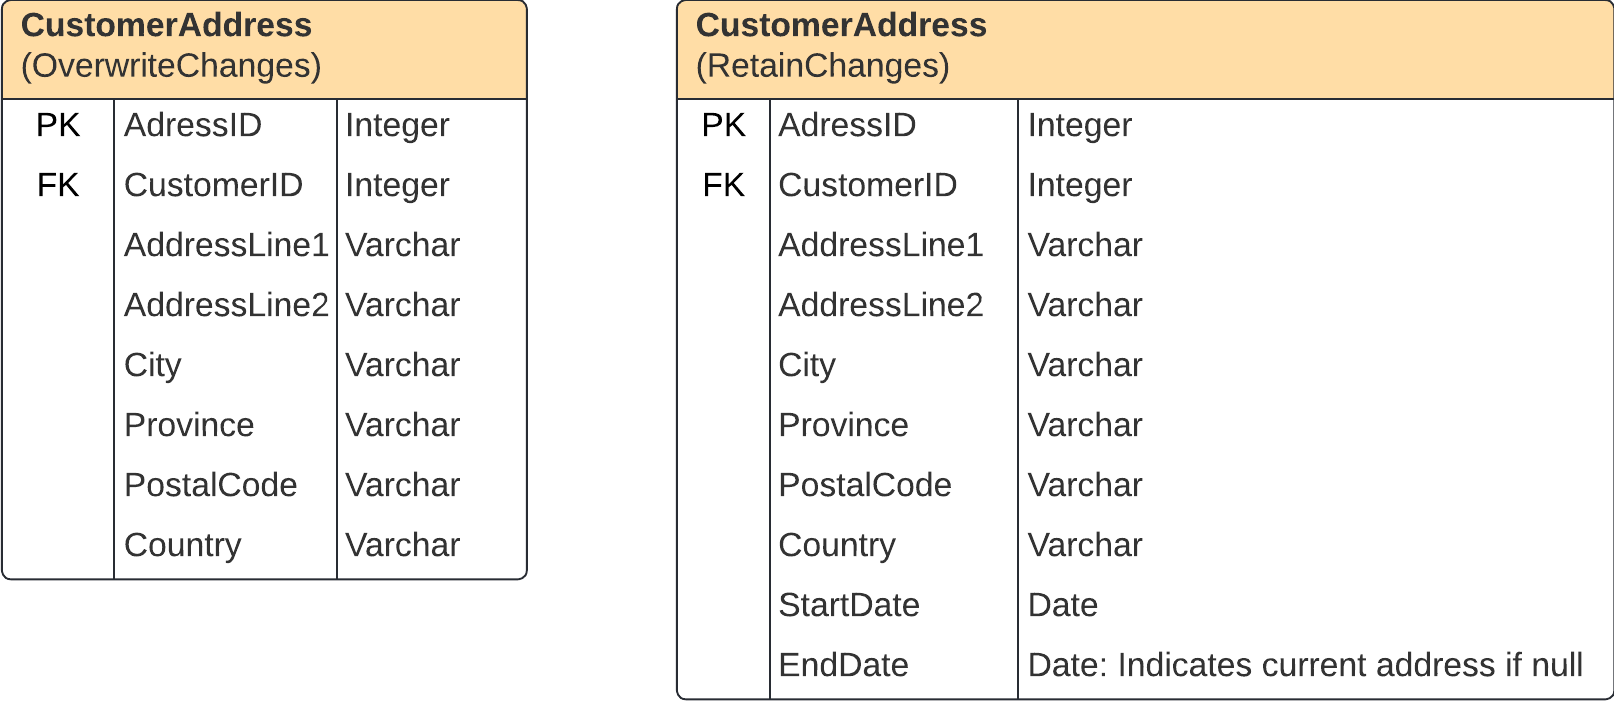 CustomerAddress
(OverwriteChanges)
PK AdressID Integer
FK CustomerID Integer
AddressLine1 Varchar
AddressLine2 Varchar
City Varchar
Province Varchar
PostalCode Varchar
Country Varchar
CustomerAddress
(RetainChanges)
PK AdressID Integer
FK CustomerID Integer
AddressLine1 Varchar
AddressLine2 Varchar
City Varchar
Province Varchar
PostalCode Varchar
Country Varchar
StartDate Date
EndDate Date: Indicates current address if null